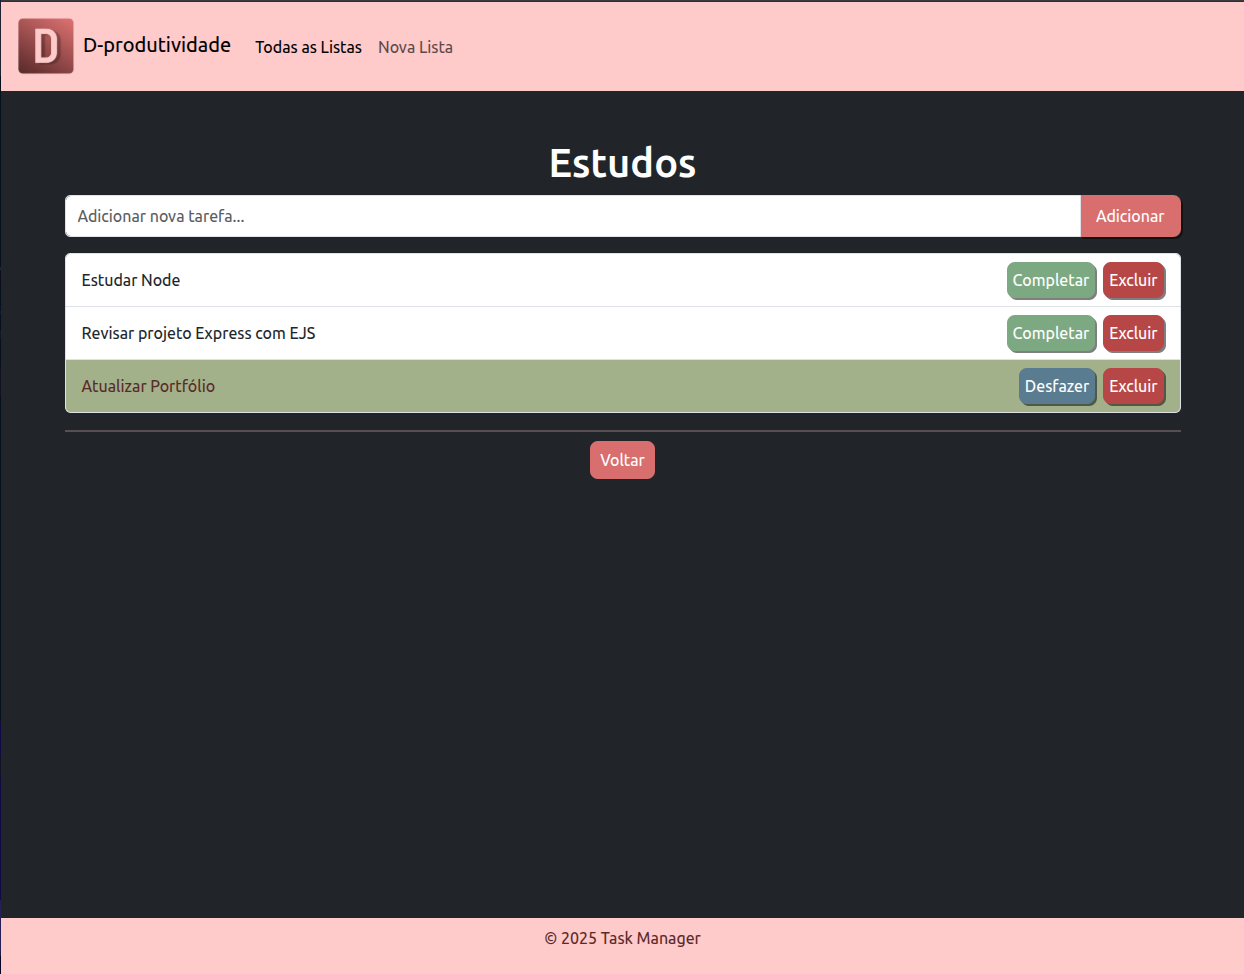 D D-produtividade Todas as Listas Nova Lista
Estudos
Adicionar nova tarefa... Adicionar
Estudar Node Completar Excluir
Revisar projeto Express com EJS Completar Excluir
Atualizar Portfólio Desfazer Excluir
Voltar
© 2025 Task Manager